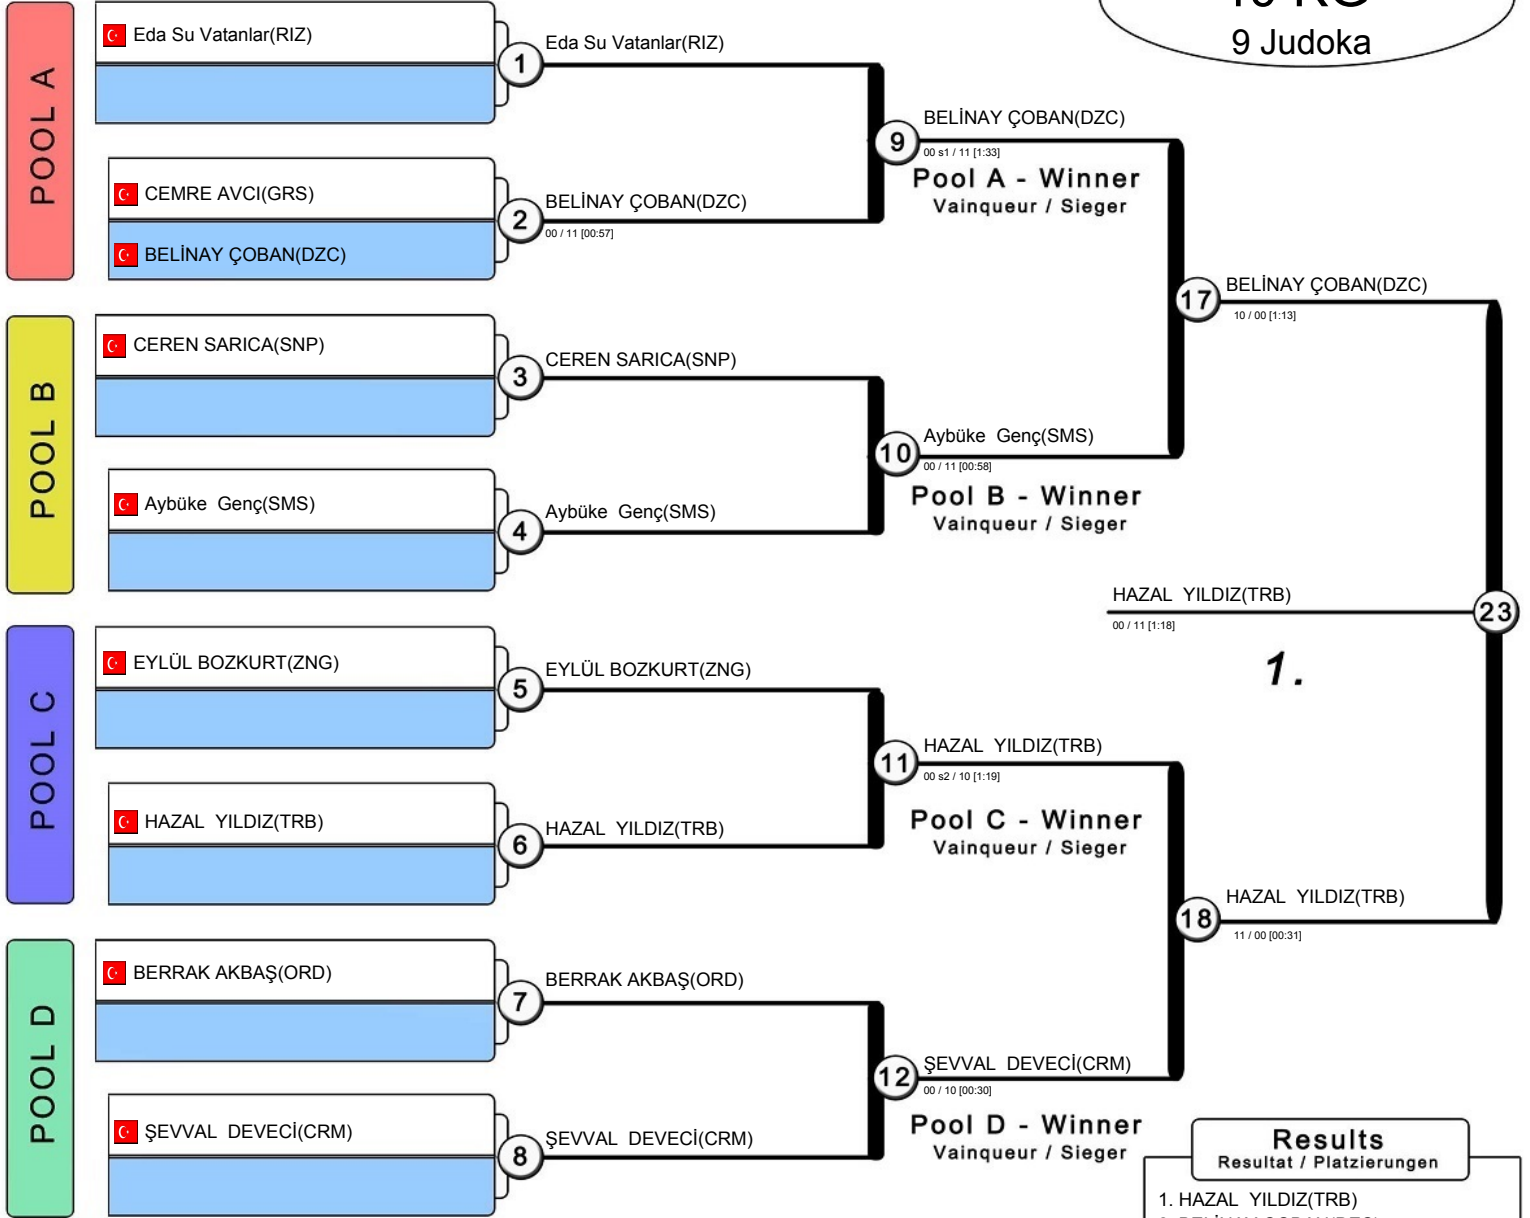 9 Judoka
POOL A
Eda Su Vatanlar(RIZ)
1
Eda Su Vatanlar(RIZ)
CEMRE AVCI(GRS)
BELİNAY ÇOBAN(DZC)
2
BELİNAY ÇOBAN(DZC)
00 / 11 [00:57]
9
BELİNAY ÇOBAN(DZC)
00 s1 / 11 [1:33]
Pool A - Winner
Vainqueur / Sieger
POOL B
CEREN SARICA(SNP)
3
CEREN SARICA(SNP)
Aybüke Genç(SMS)
4
Aybüke Genç(SMS)
10
Aybüke Genç(SMS)
00 / 11 [00:58]
Pool B - Winner
Vainqueur / Sieger
17
BELİNAY ÇOBAN(DZC)
10 / 00 [1:13]
HAZAL YILDIZ(TRB)
00 / 11 [1:18]
23
1.
POOL C
EYLÜL BOZKURT(ZNG)
5
EYLÜL BOZKURT(ZNG)
HAZAL YILDIZ(TRB)
6
HAZAL YILDIZ(TRB)
11
HAZAL YILDIZ(TRB)
00 s2 / 10 [1:19]
Pool C - Winner
Vainqueur / Sieger
18
HAZAL YILDIZ(TRB)
11 / 00 [00:31]
POOL D
BERRAK AKBAŞ(ORD)
7
BERRAK AKBAŞ(ORD)
ŞEVVAL DEVECİ(CRM)
8
ŞEVVAL DEVECİ(CRM)
12
ŞEVVAL DEVECİ(CRM)
00 / 10 [00:30]
Pool D - Winner
Vainqueur / Sieger
Results
Resultat / Platzierungen
1. HAZAL YILDIZ(TRB)